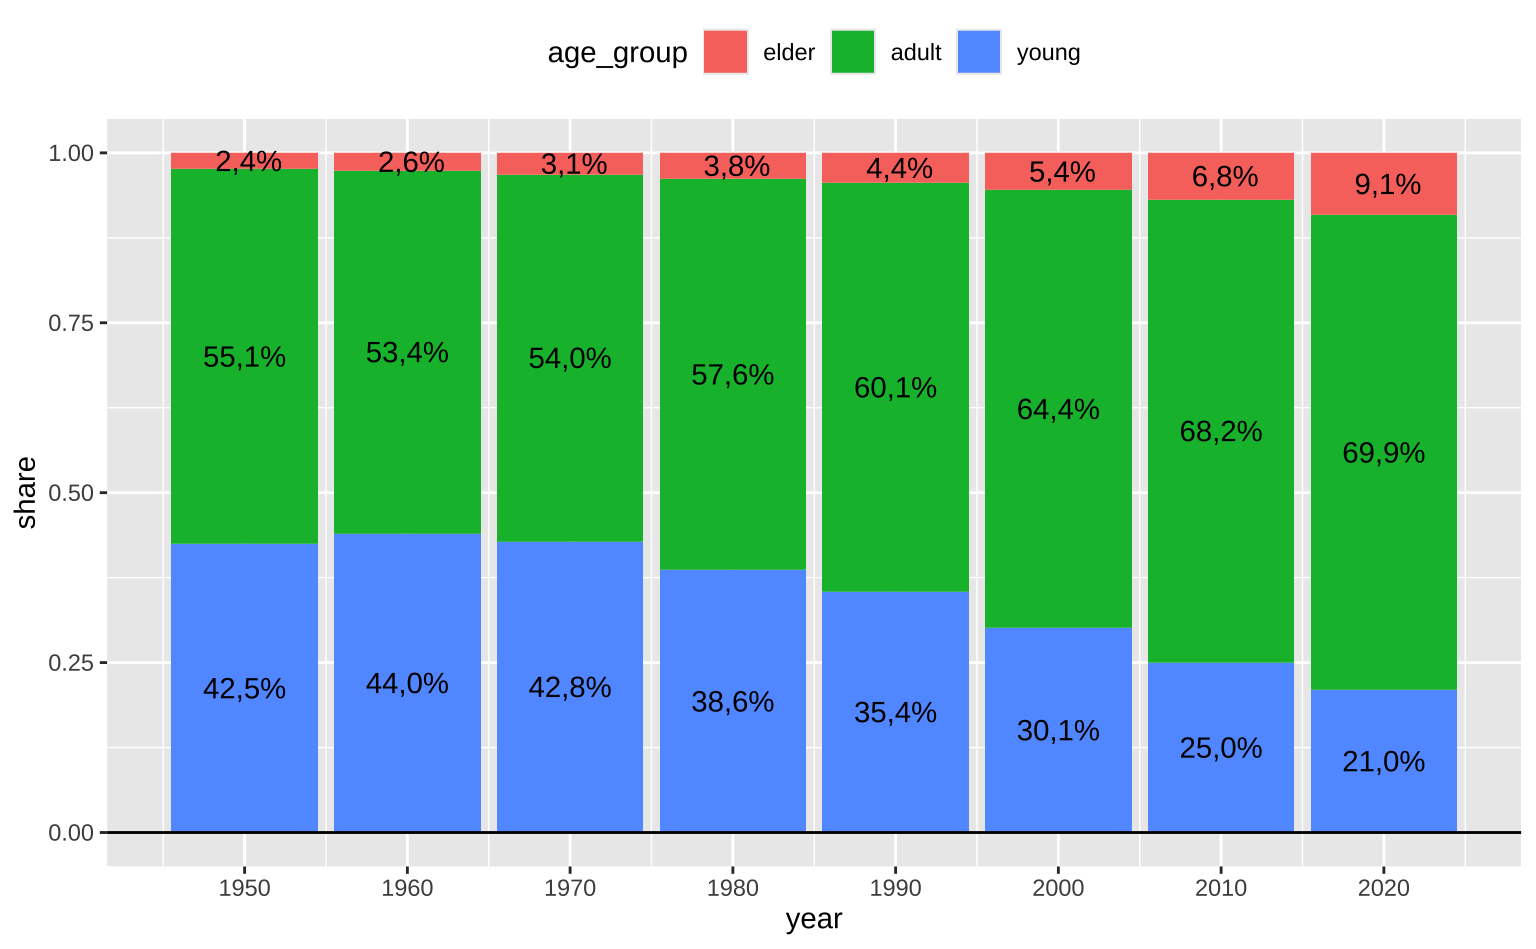 age_group elder adult young
1.00
2,4% 2,6% 3,1% 3,8% 4,4% 5,4% 6,8% 9,1%
0.75
55,1% 53,4% 54,0% 57,6% 60,1% 64,4% 68,2% 69,9%
share
0.50
0.25
42,5% 44,0% 42,8% 38,6% 35,4% 30,1% 25,0% 21,0%
0.00
1950 1960 1970 1980 1990 2000 2010 2020
year